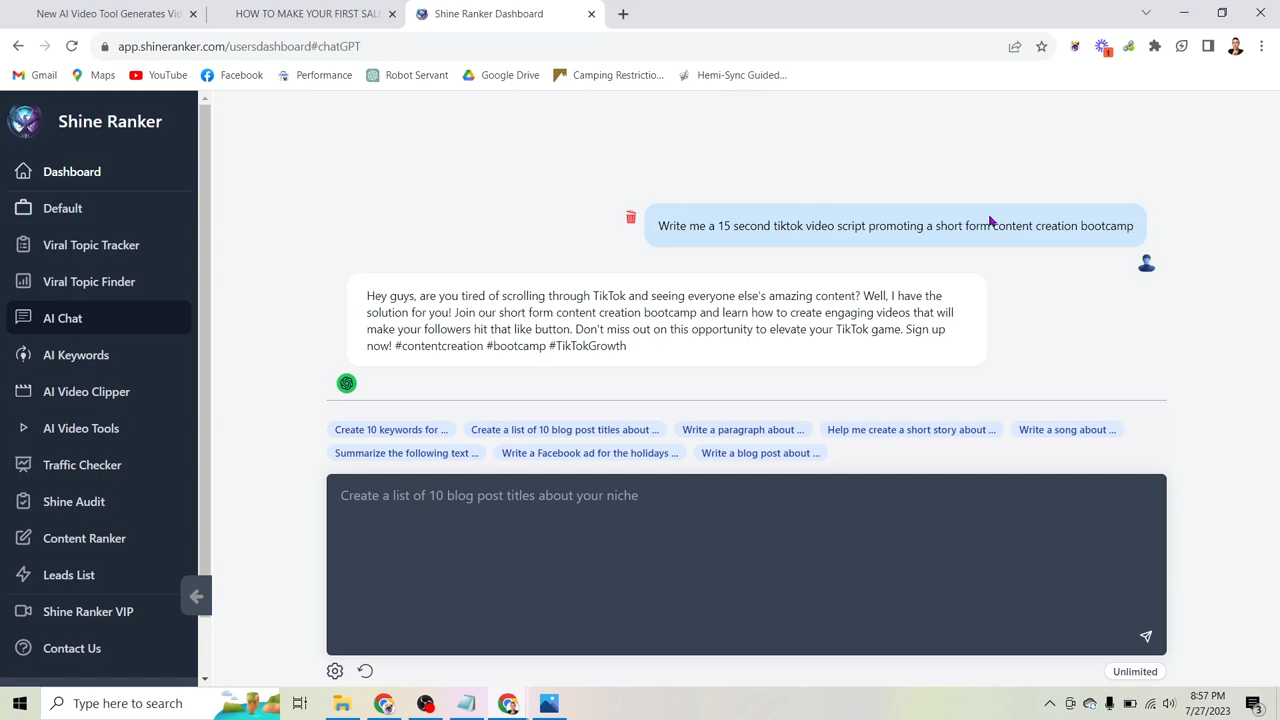 New AI Video Tool Generates Vi
HOW TO MAKE YOUR FIRST SAL
Shine Ranker Dashboard
app.shineranker.com/usersdashboard#chatGPT
1
Gmail
Maps
YouTube
Facebook
Performance
Robot Servant
Google Drive
Camping Restrictio...
Hemi-Sync Guided...
Shine Ranker
Dashboard
Default
Viral Topic Tracker
Viral Topic Finder
AI Chat
AI Keywords
AI Video Clipper
AI Video Tools
Traffic Checker
Shine Audit
Content Ranker
Leads List
Shine Ranker VIP
Contact Us
Write me a 15 second tiktok video script promoting a short form content creation bootcamp
Hey guys, are you tired of scrolling through TikTok and seeing everyone else's amazing content? Well, I have the
solution for you! Join our short form content creation bootcamp and learn how to create engaging videos that will
make your followers hit that like button. Don't miss out on this opportunity to elevate your TikTok game. Sign up
now! #contentcreation #bootcamp #TikTokGrowth
Create 10 keywords for ...
Create a list of 10 blog post titles about ...
Write a paragraph about ...
Help me create a short story about ...
Write a song about ...
Summarize the following text ...
Write a Facebook ad for the holidays ...
Write a blog post about ...
Create a list of 10 blog post titles about your niche
Unlimited
Type here to search
8:57 PM
7/27/2023
3